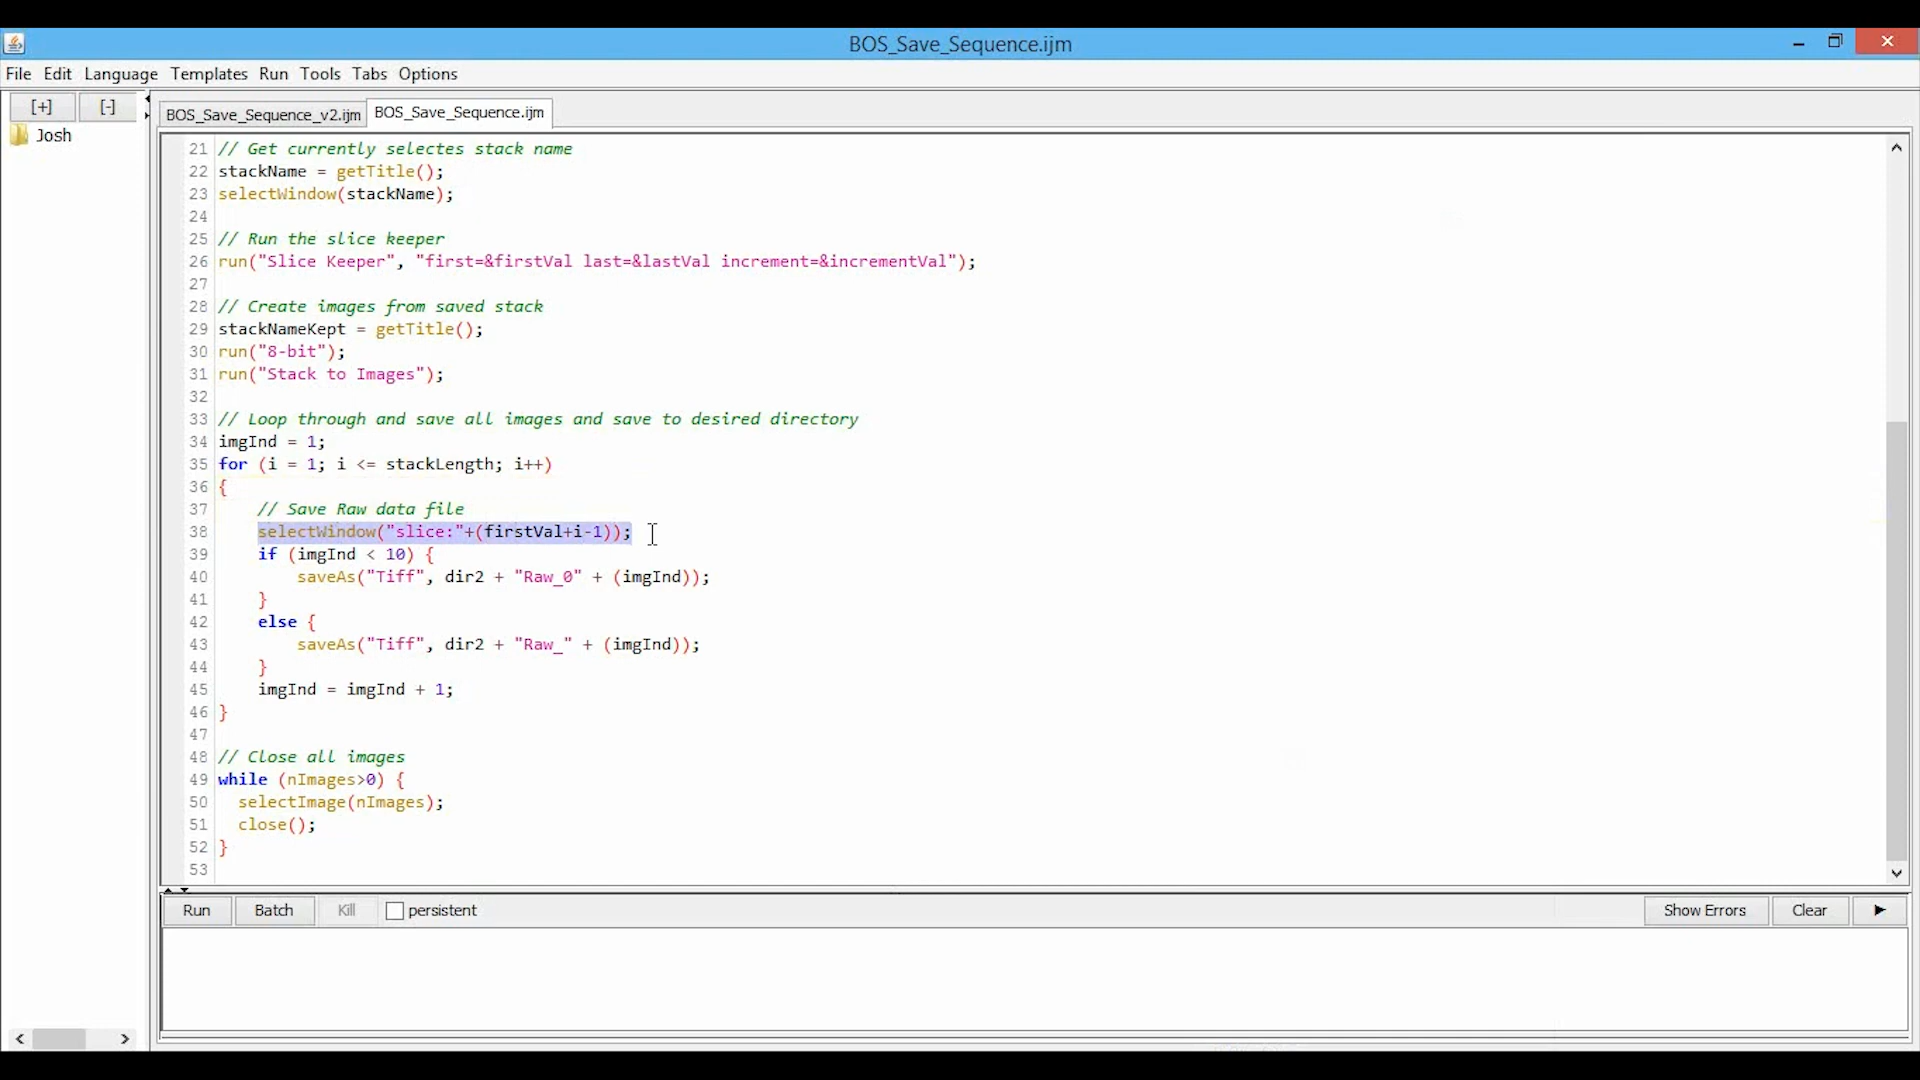 BOS_Save_Sequence.ijm
File Edit Language Templates Run Tools Tabs Options
[+] [-]
Josh
BOS_Save_Sequence_v2.ijm BOS_Save_Sequence.ijm
21 // Get currently selectes stack name
22 stackName = getTitle();
23 selectWindow(stackName);
24
25 // Run the slice keeper
26 run("Slice Keeper", "first=&firstVal last=&lastVal increment=&incrementVal");
27
28 // Create images from saved stack
29 stackNameKept = getTitle();
30 run("8-bit");
31 run("Stack to Images");
32
33 // Loop through and save all images and save to desired directory
34 imgInd = 1;
35 for (i = 1; i <= stackLength; i++)
36 {
37     // Save Raw data file
38     selectWindow("slice:"+(firstVal+i-1));
39     if (imgInd < 10) {
40         saveAs("Tiff", dir2 + "Raw_0" + (imgInd));
41     }
42     else {
43         saveAs("Tiff", dir2 + "Raw_" + (imgInd));
44     }
45     imgInd = imgInd + 1;
46 }
47
48 // Close all images
49 while (nImages>0) {
50   selectImage(nImages);
51   close();
52 }
53
Run Batch Kill persistent Show Errors Clear